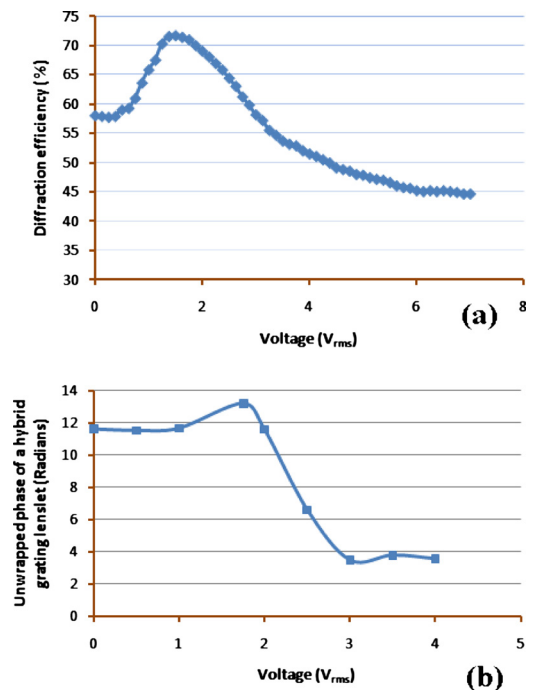 75
70
65
60
55
50
45
40
35
30
Diffraction efficiency (%)
0 2 4 6 8
Voltage (Vrms)
(a)
14
12
10
8
6
4
2
0
Unwrapped phase of a hybrid
grating lenslet (Radians)
0 1 2 3 4 5
Voltage (Vrms)
(b)